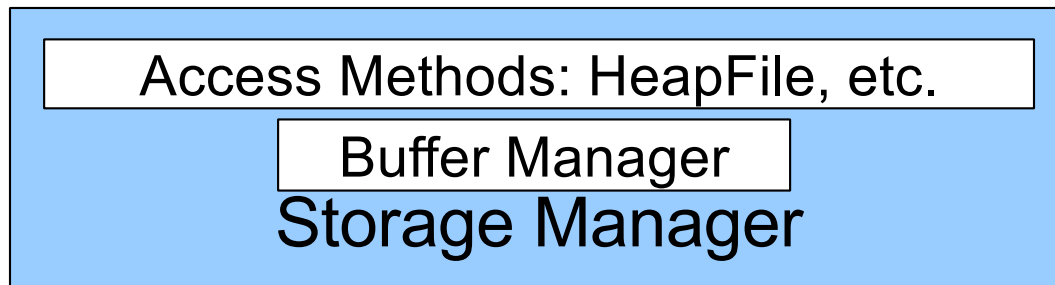 Access Methods: HeapFile, etc.
Buffer Manager
Storage Manager